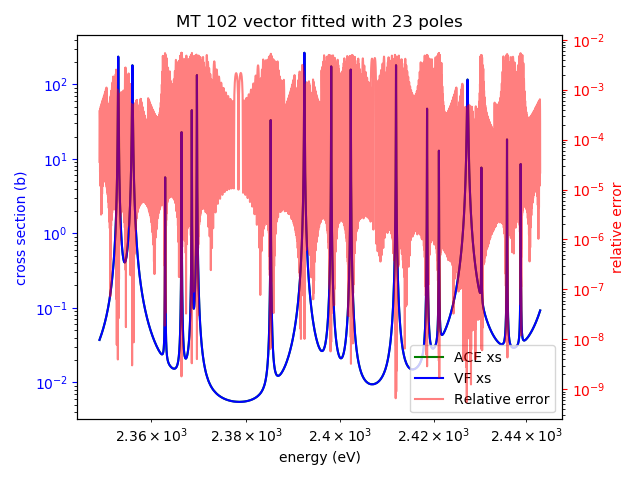 MT 102 vector fitted with 23 poles
cross section (b)
10²
10¹
10⁰
10⁻¹
10⁻²
10⁻²
10⁻³
10⁻⁴
10⁻⁵
10⁻⁶
10⁻⁷
10⁻⁸
10⁻⁹
relative error
ACE xs
VF xs
Relative error
2.36 × 10³ 2.38 × 10³ 2.4 × 10³ 2.42 × 10³ 2.44 × 10³
energy (eV)